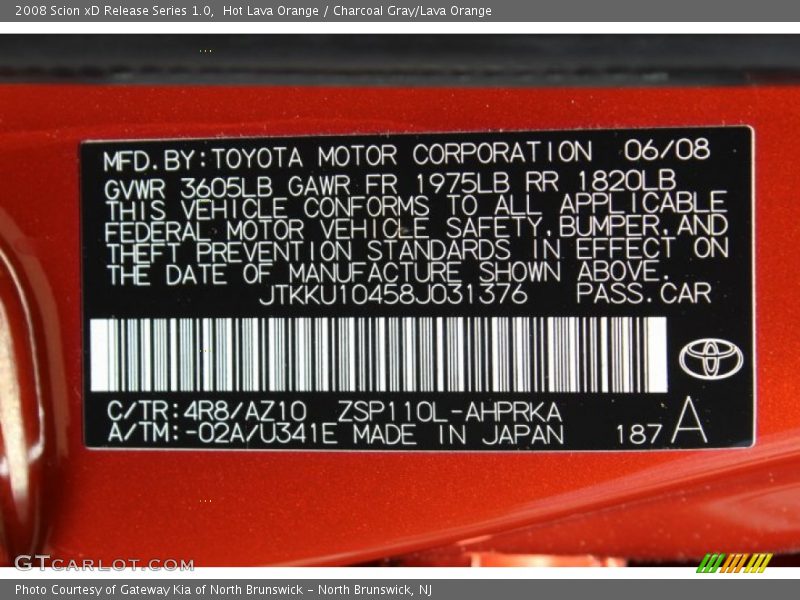 2008 Scion xD Release Series 1.0, Hot Lava Orange / Charcoal Gray/Lava Orange
MFD.BY:TOYOTA MOTOR CORPORATION 06/08
GVWR 3605LB GAWR FR 1975LB RR 1820LB
THIS VEHICLE CONFORMS TO ALL APPLICABLE
FEDERAL MOTOR VEHICLE SAFETY,BUMPER,AND
THEFT PREVENTION STANDARDS IN EFFECT ON
THE DATE OF MANUFACTURE SHOWN ABOVE.
JTKKU10458J031376 PASS.CAR
C/TR:4R8/AZ10 ZSP110L-AHPRKA
A/TM:-02A/U341E MADE IN JAPAN 187 A
GTCARLOT.COM
Photo Courtesy of Gateway Kia of North Brunswick - North Brunswick, NJ